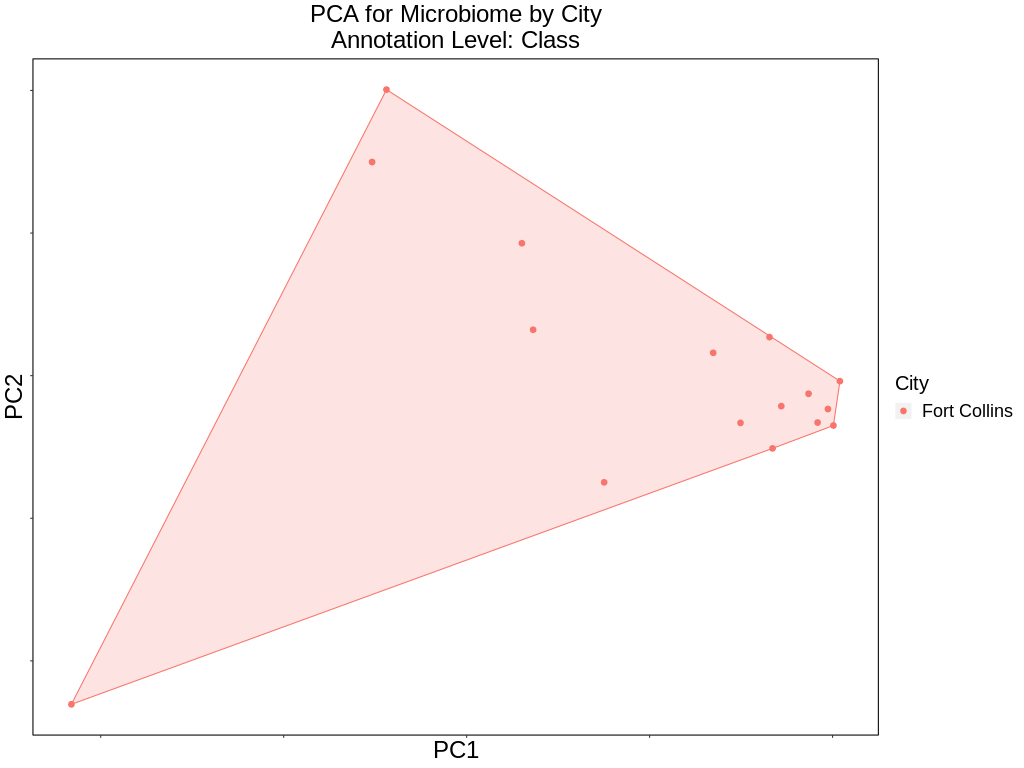 PCA for Microbiome by City
Annotation Level: Class
PC2
City
Fort Collins
PC1